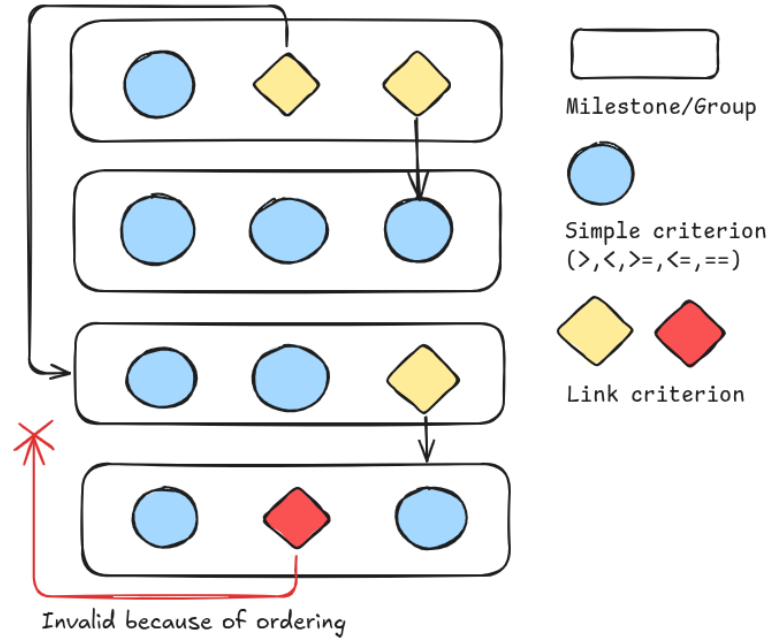 Milestone/Group
Simple criterion
(>,<,>=,<=,==)
Link criterion
Invalid because of ordering